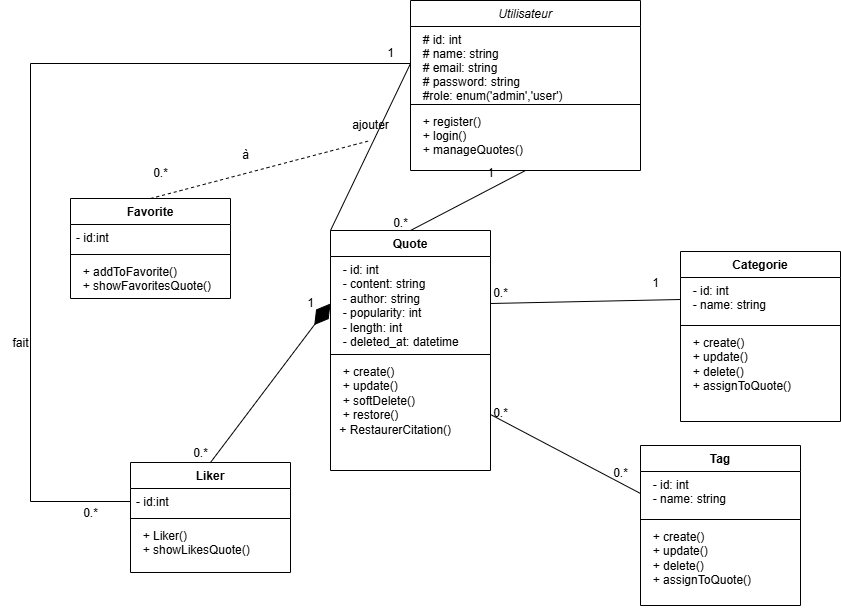 Utilisateur
# id: int
# name: string
# email: string
# password: string
#role: enum('admin','user')
+ register()
+ login()
+ manageQuotes()
1
ajouter
à
0.*
1
0.*
Favorite
- id:int
+ addToFavorite()
+ showFavoritesQuote()
Quote
- id: int
- content: string
- author: string
- popularity: int
- length: int
- deleted_at: datetime
+ create()
+ update()
+ softDelete()
+ restore()
+ RestaurerCitation()
0.*
1
Categorie
- id: int
- name: string
+ create()
+ update()
+ delete()
+ assignToQuote()
1
fait
0.*
0.*
0.*
Liker
- id:int
+ Liker()
+ showLikesQuote()
0.*
Tag
- id: int
- name: string
+ create()
+ update()
+ delete()
+ assignToQuote()